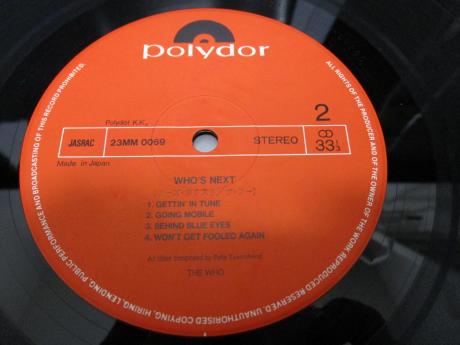 polydor
Polydor K.K.
JASRAC
23MM 0069
STEREO
2
33⅓
Made in Japan
WHO'S NEXT
1. GETTIN' IN TUNE
2. GOING MOBILE
3. BEHIND BLUE EYES
4. WON'T GET FOOLED AGAIN
All titles composed by Pete Townshend
THE WHO
ALL RIGHTS OF THE PRODUCER AND OF THE OWNER OF THE WORK REPRODUCED RESERVED. UNAUTHORISED COPYING, HIRING, LENDING, PUBLIC PERFORMANCE AND BROADCASTING OF THIS RECORD PROHIBITED.